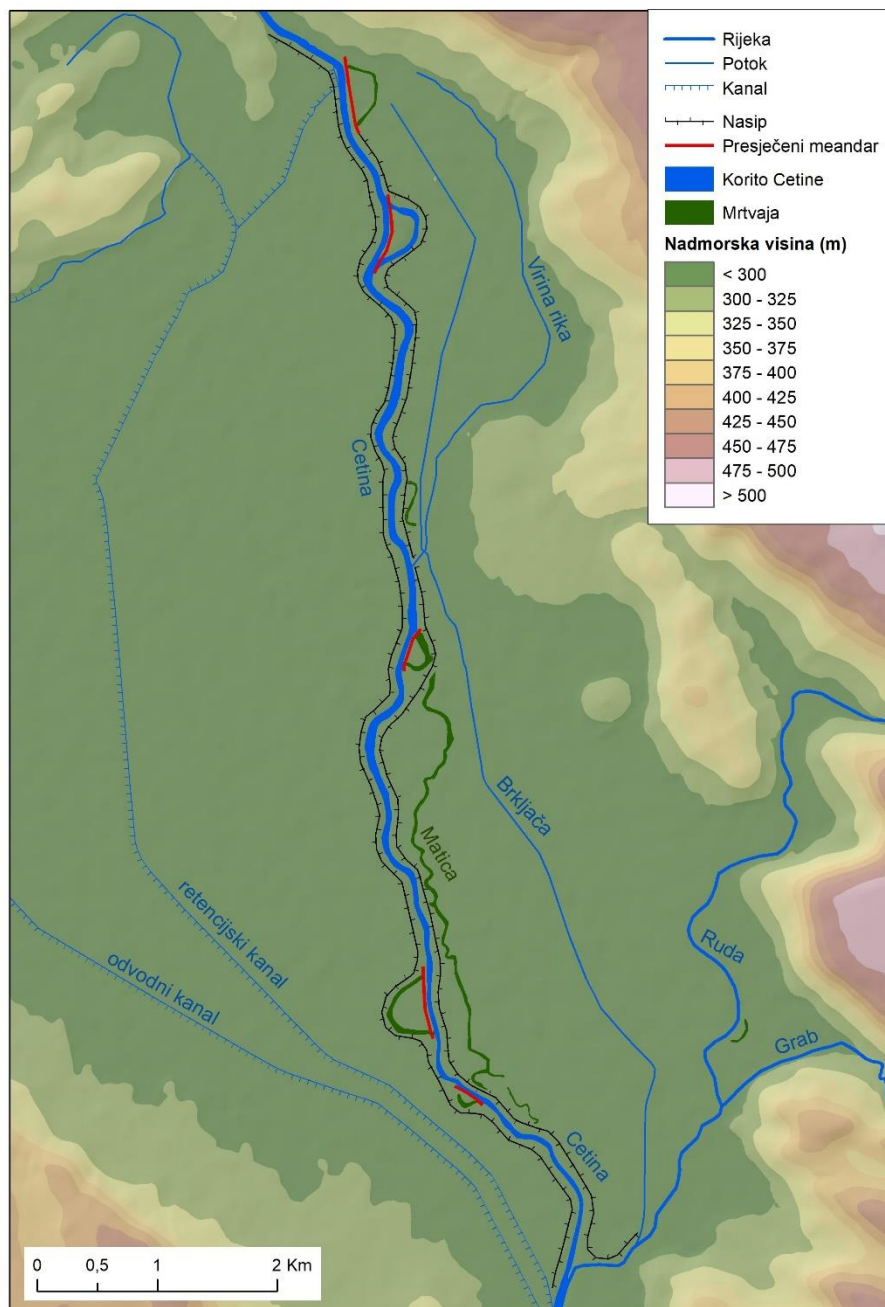 Rijeka
Potok
Kanal
Nasip
Presječeni meandar
Korito Cetine
Mrtvaja
Nadmorska visina (m)
< 300
300 - 325
325 - 350
350 - 375
375 - 400
400 - 425
425 - 450
450 - 475
475 - 500
> 500
Virina rika
Cetina
Brkljača
Matica
retencijski kanal
odvodni kanal
Ruda
Grab
Cetina
0 0,5 1 2 Km